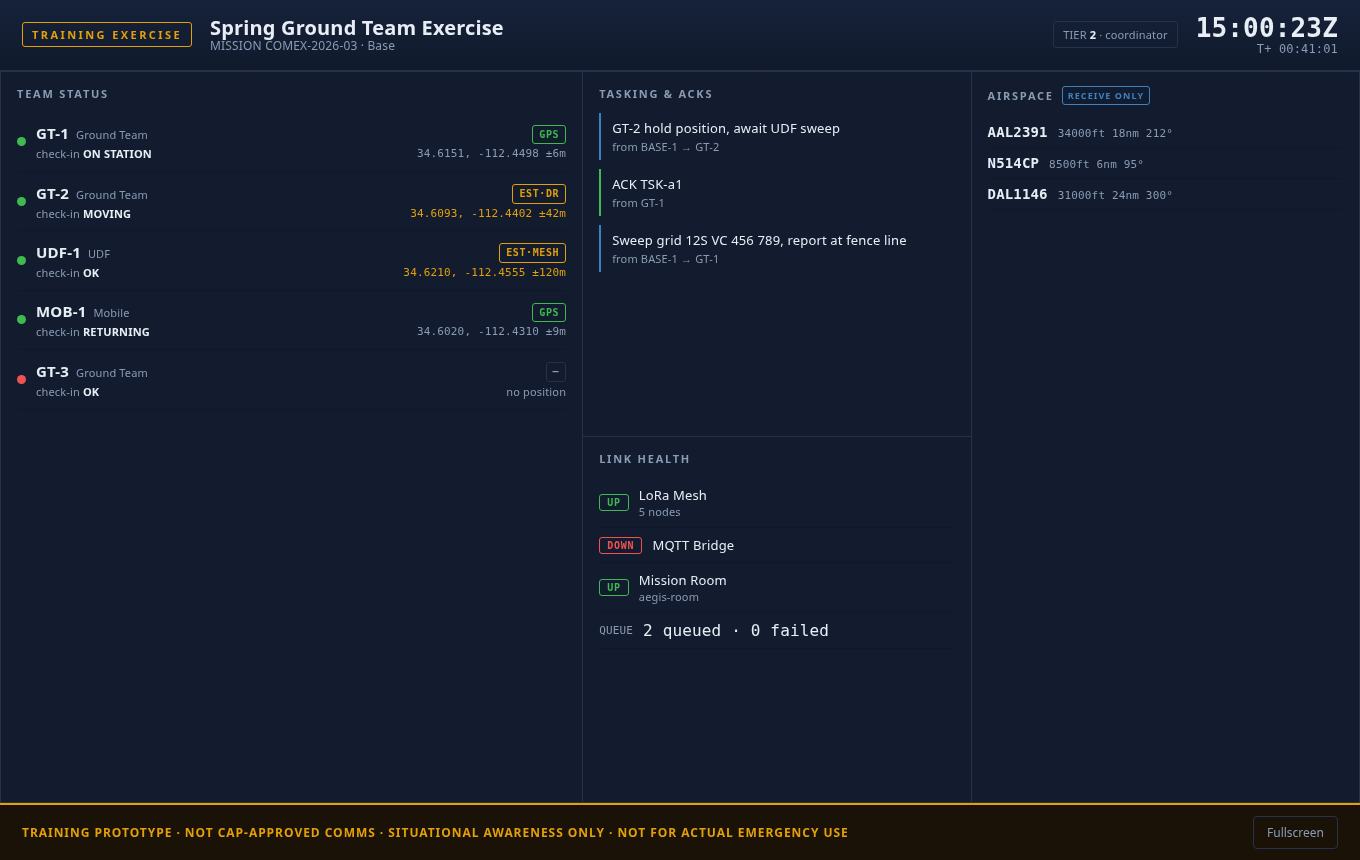 TRAINING EXERCISE
Spring Ground Team Exercise
MISSION COMEX-2026-03 · Base
TIER 2 · coordinator
15:00:23Z
T+ 00:41:01
TEAM STATUS
GT-1 Ground Team GPS
check-in ON STATION 34.6151, -112.4498 ±6m
GT-2 Ground Team EST·DR
check-in MOVING 34.6093, -112.4402 ±42m
UDF-1 UDF EST·MESH
check-in OK 34.6210, -112.4555 ±120m
MOB-1 Mobile GPS
check-in RETURNING 34.6020, -112.4310 ±9m
GT-3 Ground Team —
check-in OK no position
TASKING & ACKS
GT-2 hold position, await UDF sweep
from BASE-1 → GT-2
ACK TSK-a1
from GT-1
Sweep grid 12S VC 456 789, report at fence line
from BASE-1 → GT-1
LINK HEALTH
UP LoRa Mesh
5 nodes
DOWN MQTT Bridge
UP Mission Room
aegis-room
QUEUE 2 queued · 0 failed
AIRSPACE RECEIVE ONLY
AAL2391 34000ft 18nm 212°
N514CP 8500ft 6nm 95°
DAL1146 31000ft 24nm 300°
TRAINING PROTOTYPE · NOT CAP-APPROVED COMMS · SITUATIONAL AWARENESS ONLY · NOT FOR ACTUAL EMERGENCY USE
Fullscreen